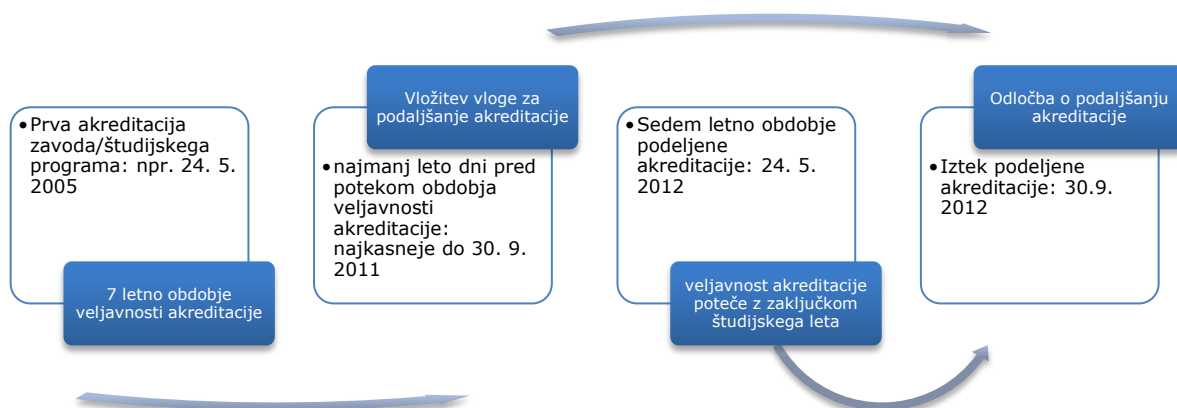 •Prva akreditacija
zavoda/študijskega
programa: npr. 24. 5.
2005
7 letno obdobje
veljavnosti akreditacije
Vložitev vloge za
podaljšanje akreditacije
•najmanj leto dni pred
potekom obdobja
veljavnosti
akreditacije:
najkasneje do 30. 9.
2011
•Sedem letno obdobje
podeljene
akreditacije: 24. 5.
2012
veljavnost akreditacije
poteče z zaključkom
študijskega leta
Odločba o podaljšanju
akreditacije
•Iztek podeljene
akreditacije: 30.9.
2012